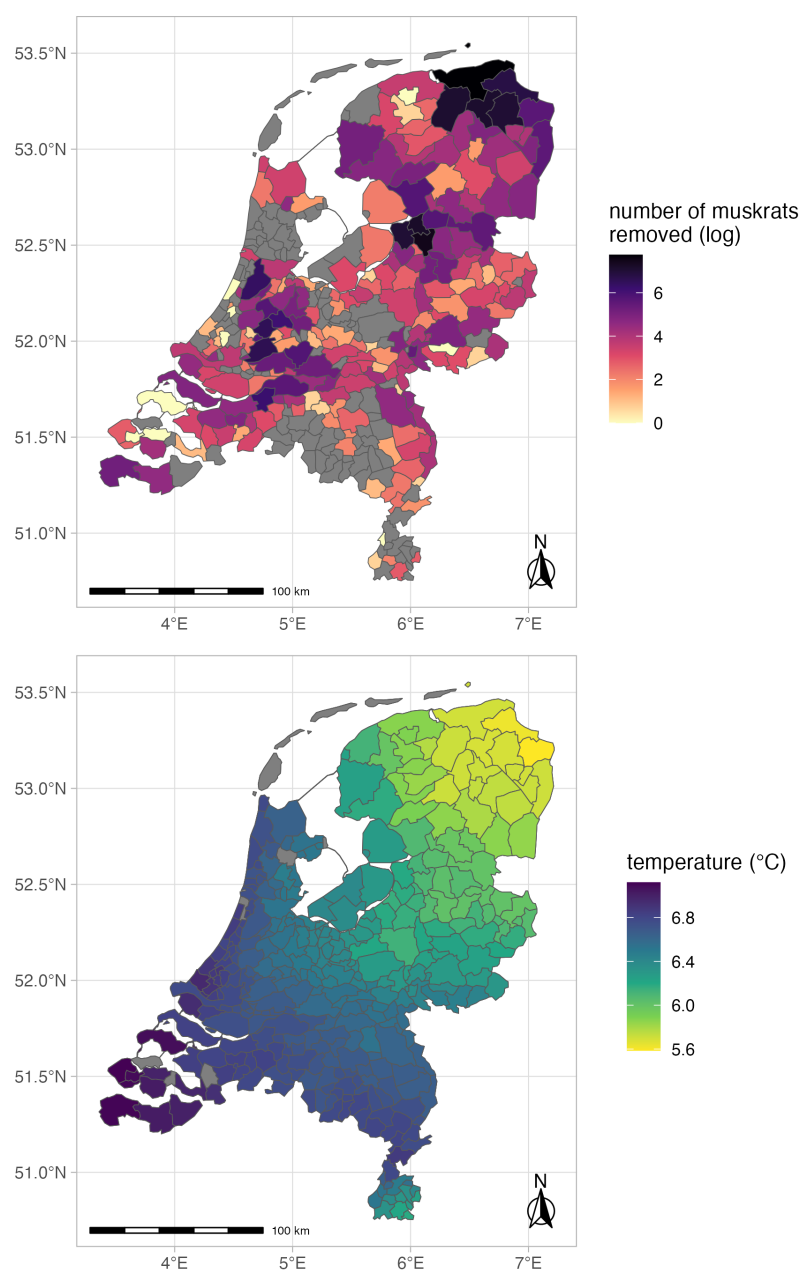 53.5°N
53.0°N
52.5°N
52.0°N
51.5°N
51.0°N
4°E
5°E
6°E
7°E
100 km
N
number of muskrats
removed (log)
6
4
2
0
53.5°N
53.0°N
52.5°N
52.0°N
51.5°N
51.0°N
4°E
5°E
6°E
7°E
100 km
N
temperature (°C)
6.8
6.4
6.0
5.6